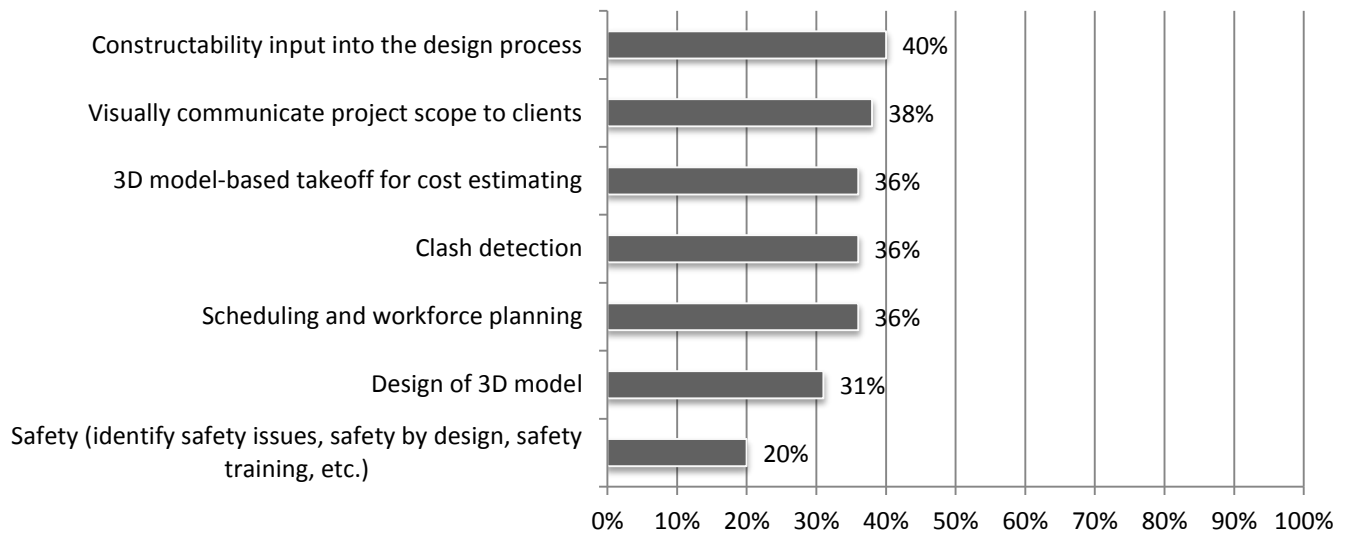 Constructability input into the design process 40%
Visually communicate project scope to clients 38%
3D model-based takeoff for cost estimating 36%
Clash detection 36%
Scheduling and workforce planning 36%
Design of 3D model 31%
Safety (identify safety issues, safety by design, safety
training, etc.) 20%
0% 10% 20% 30% 40% 50% 60% 70% 80% 90% 100%